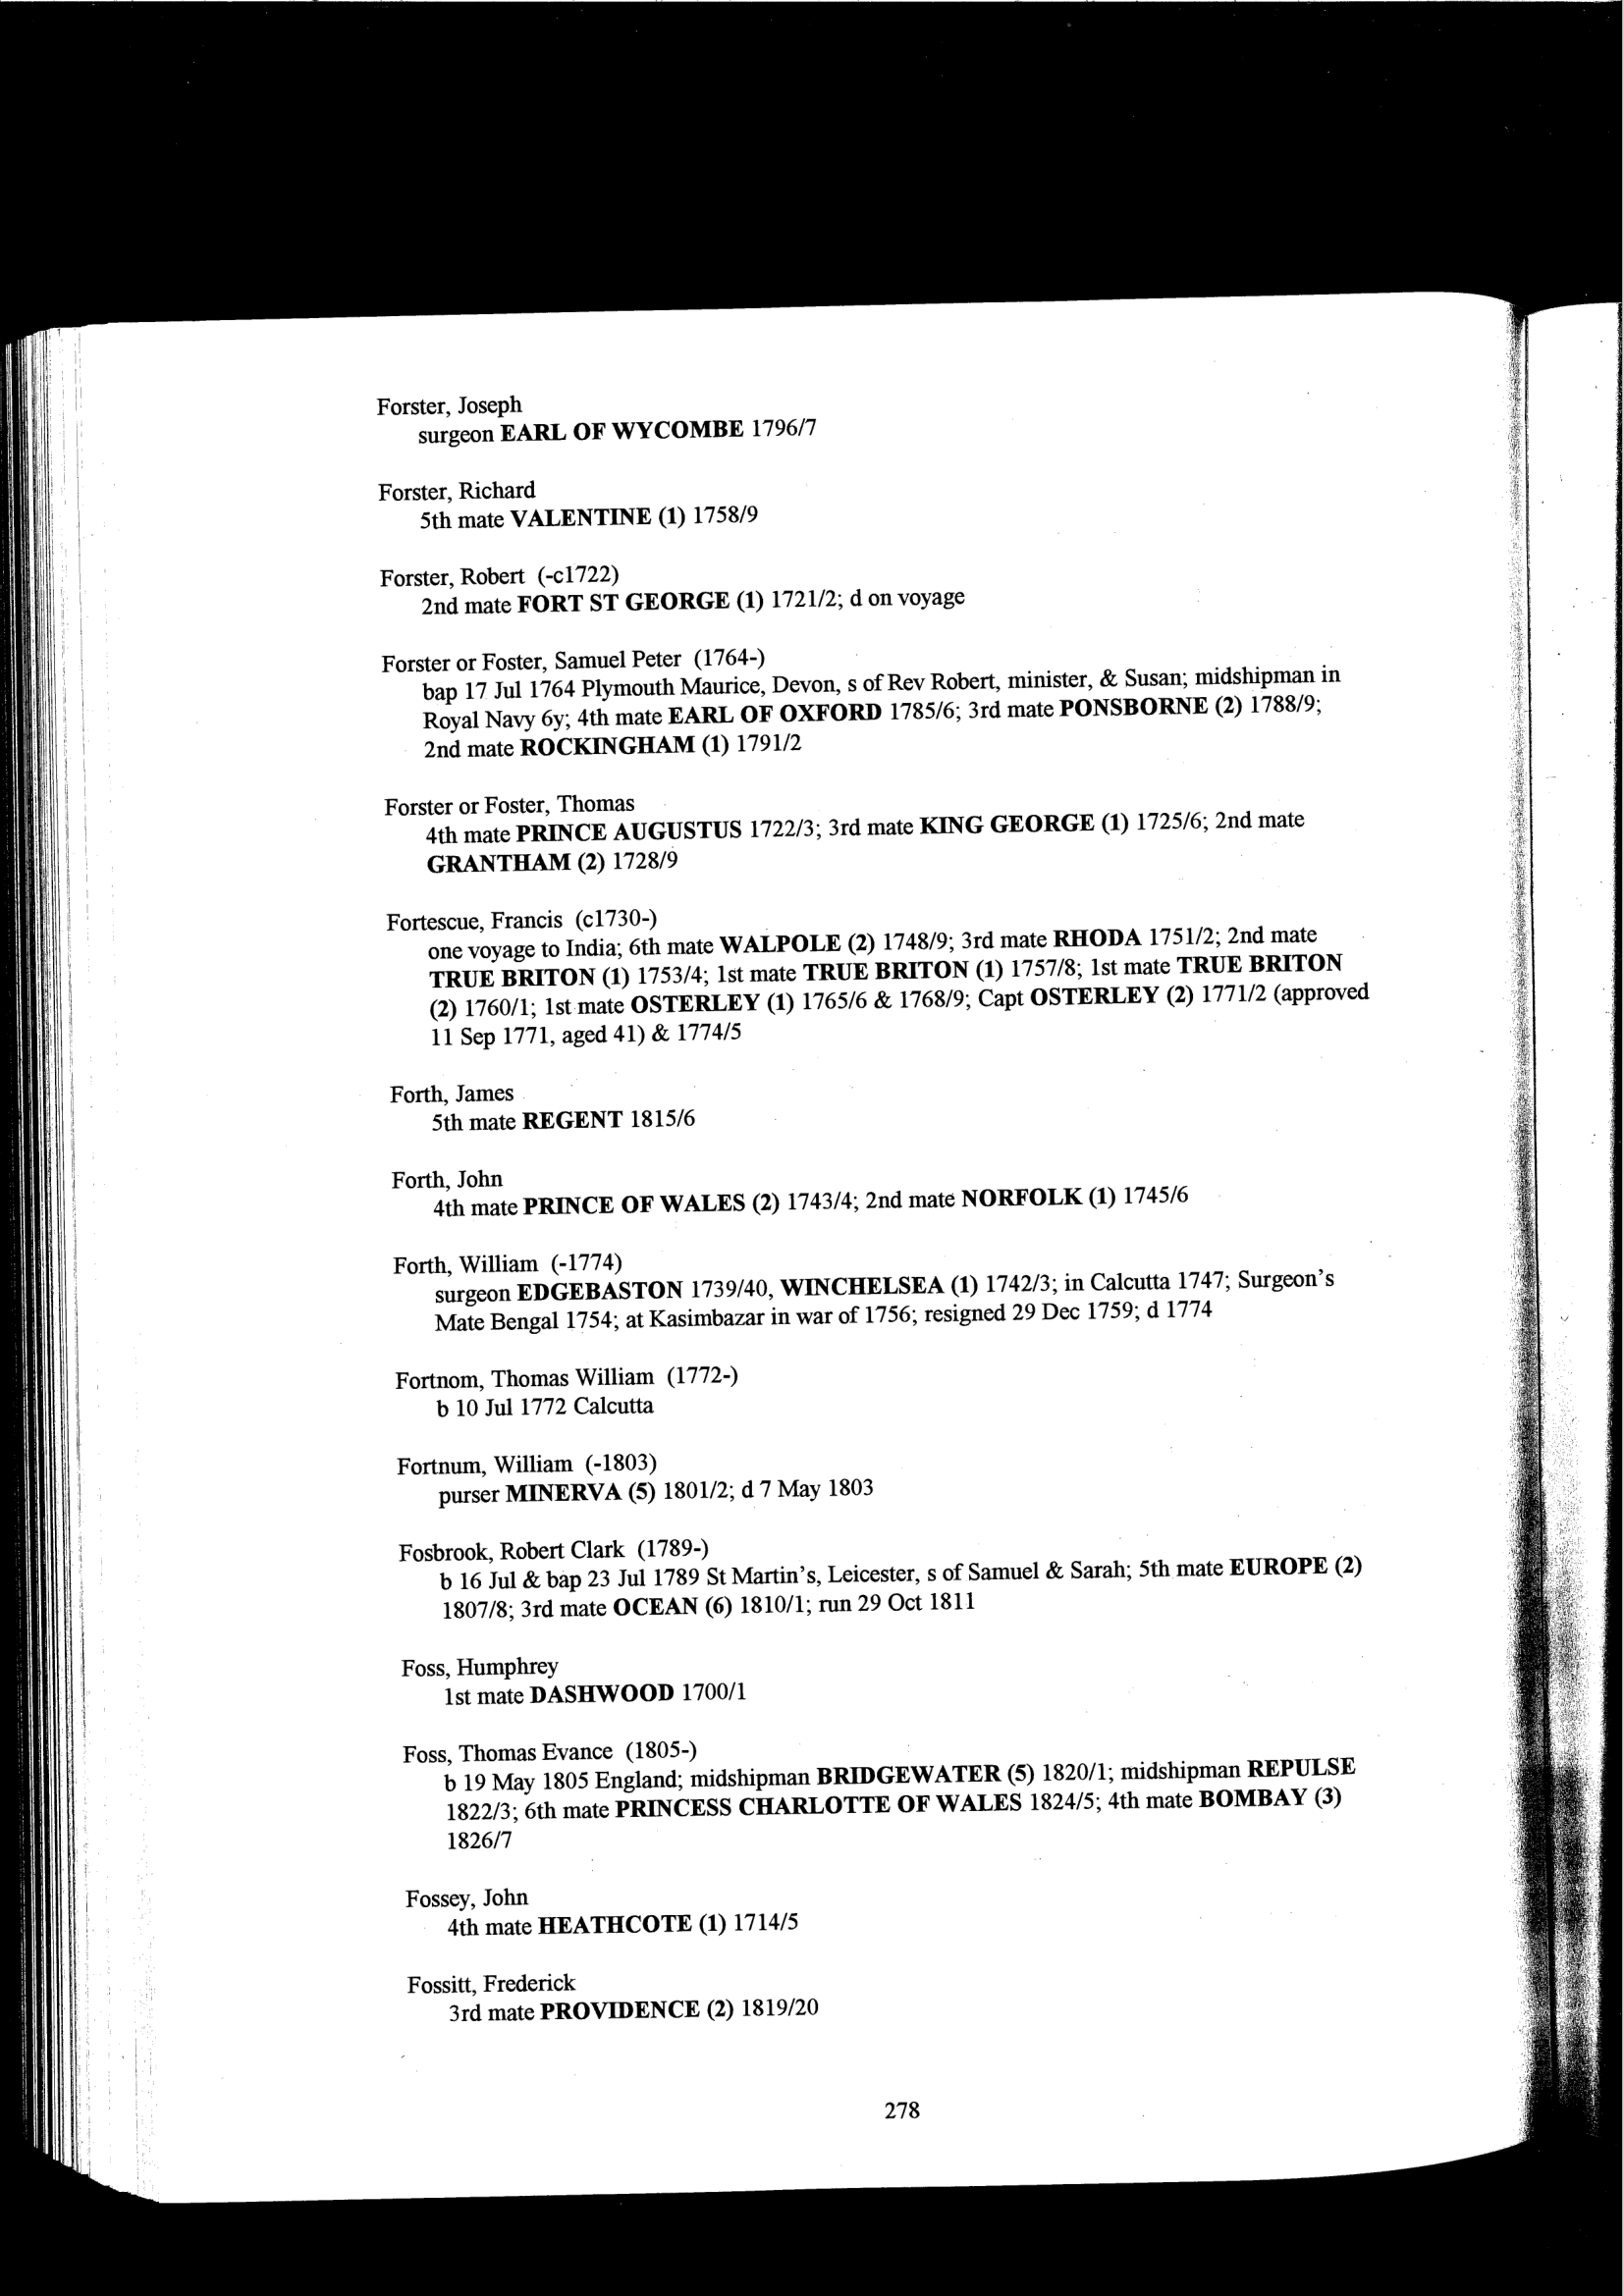 Forster, Joseph
surgeon EARL OF WYCOMBE 1796/7
Forster, Richard
5th mate VALENTINE (1) 1758/9
Forster, Robert (-c1722)
2nd mate FORT ST GEORGE (1) 1721/2; d on voyage
Forster or Foster, Samuel Peter (1764-)
bap 17 Jul 1764 Plymouth Maurice, Devon, s of Rev Robert, minister, & Susan; midshipman in
Royal Navy 6y; 4th mate EARL OF OXFORD 1785/6; 3rd mate PONSBORNE (2) 1788/9;
2nd mate ROCKINGHAM (1) 1791/2
Forster or Foster, Thomas
4th mate PRINCE AUGUSTUS 1722/3; 3rd mate KING GEORGE (1) 1725/6; 2nd mate
GRANTHAM (2) 1728/9
Fortescue, Francis (c1730-)
one voyage to India; 6th mate WALPOLE (2) 1748/9; 3rd mate RHODA 1751/2; 2nd mate
TRUE BRITON (1) 1753/4; 1st mate TRUE BRITON (1) 1757/8; 1st mate TRUE BRITON
(2) 1760/1; 1st mate OSTERLEY (1) 1765/6 & 1768/9; Capt OSTERLEY (2) 1771/2 (approved
11 Sep 1771, aged 41) & 1774/5
Forth, James
5th mate REGENT 1815/6
Forth, John
4th mate PRINCE OF WALES (2) 1743/4; 2nd mate NORFOLK (1) 1745/6
Forth, William (-1774)
surgeon EDGEBASTON 1739/40, WINCHELSEA (1) 1742/3; in Calcutta 1747; Surgeon's
Mate Bengal 1754; at Kasimbazar in war of 1756; resigned 29 Dec 1759; d 1774
Fortnom, Thomas William (1772-)
b 10 Jul 1772 Calcutta
Fortnum, William (-1803)
purser MINERVA (5) 1801/2; d 7 May 1803
Fosbrook, Robert Clark (1789-)
b 16 Jul & bap 23 Jul 1789 St Martin's, Leicester, s of Samuel & Sarah; 5th mate EUROPE (2)
1807/8; 3rd mate OCEAN (6) 1810/1; run 29 Oct 1811
Foss, Humphrey
1st mate DASHWOOD 1700/1
Foss, Thomas Evance (1805-)
b 19 May 1805 England; midshipman BRIDGEWATER (5) 1820/1; midshipman REPULSE
1822/3; 6th mate PRINCESS CHARLOTTE OF WALES 1824/5; 4th mate BOMBAY (3)
1826/7
Fossey, John
4th mate HEATHCOTE (1) 1714/5
Fossitt, Frederick
3rd mate PROVIDENCE (2) 1819/20
278